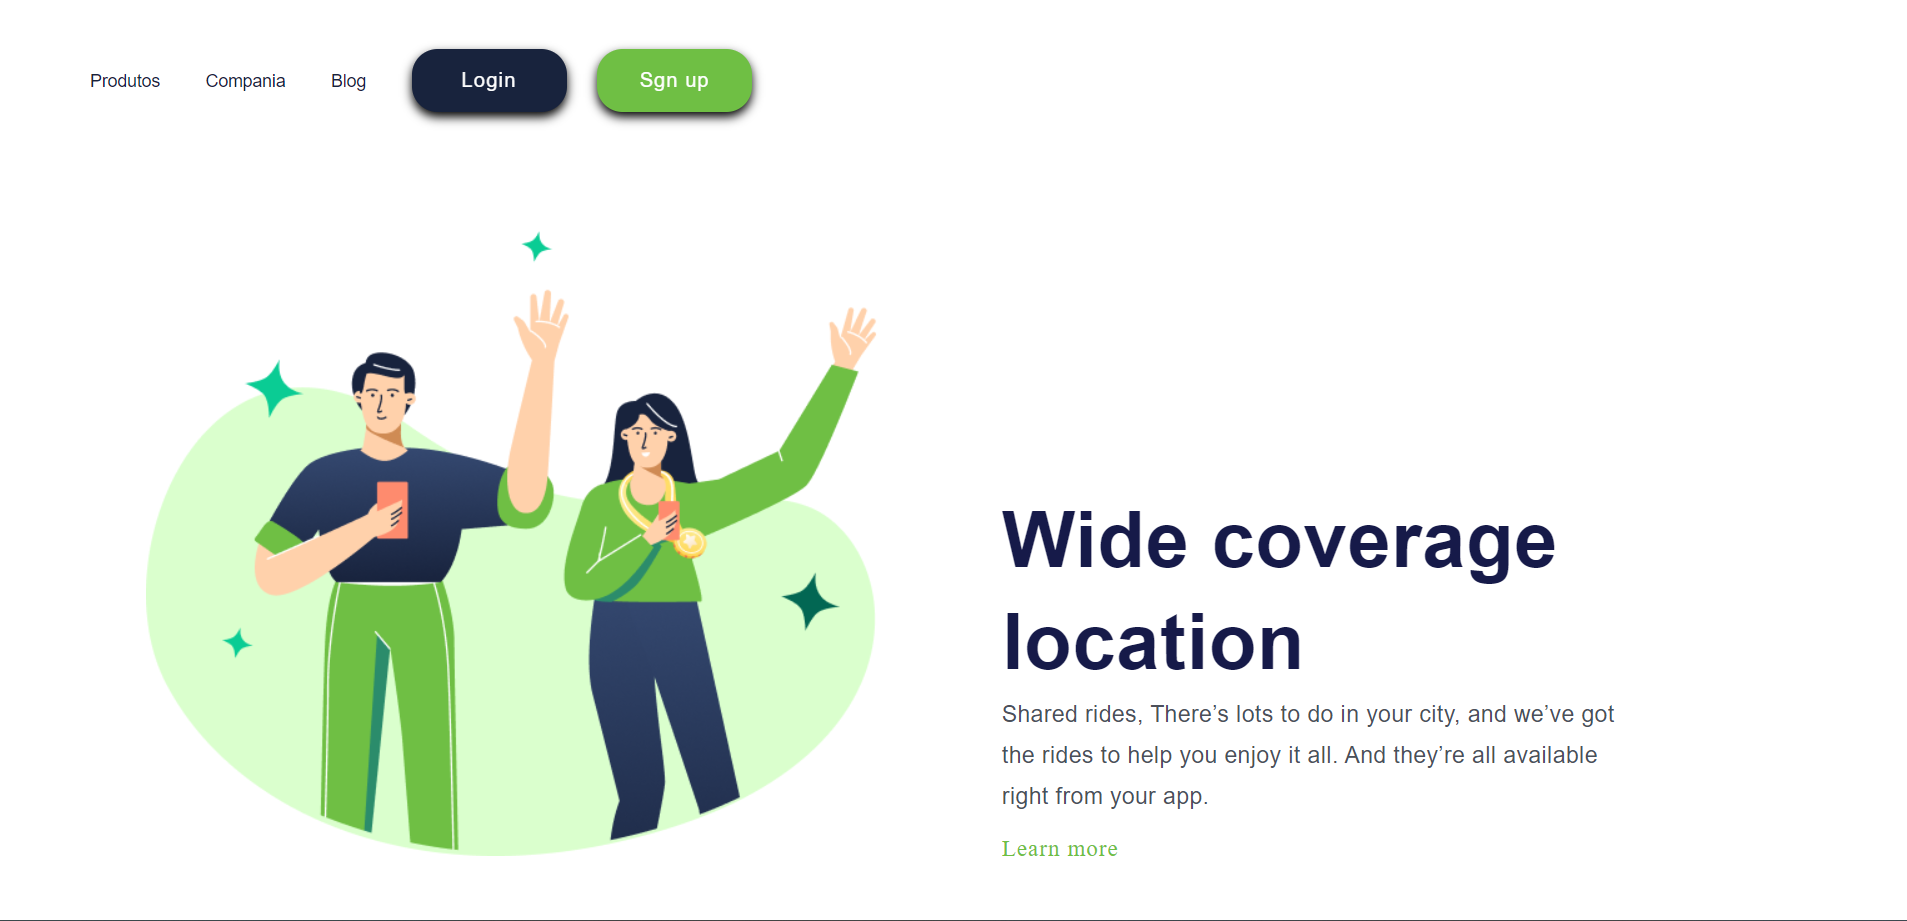 Produtos Compania Blog Login Sgn up
Wide coverage
location
Shared rides, There’s lots to do in your city, and we’ve got
the rides to help you enjoy it all. And they’re all available
right from your app.
Learn more